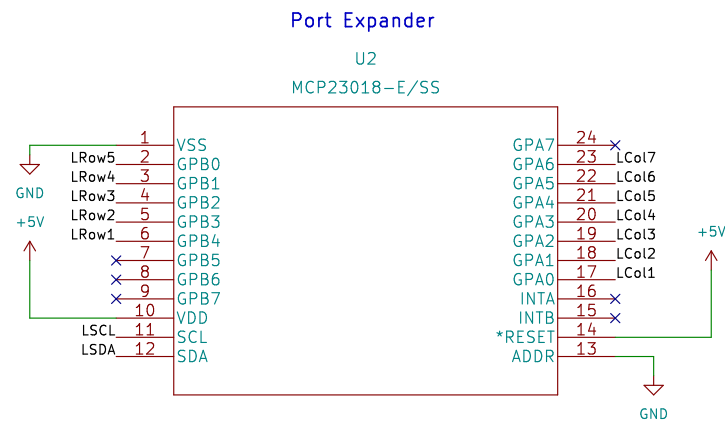 Port Expander
U2
MCP23018-E/SS
1 VSS
GPA7 24
LRow5 2 GPB0
GPA6 23 LCol7
LRow4 3 GPB1
GPA5 22 LCol6
GND
LRow3 4 GPB2
GPA4 21 LCol5
+5V
LRow2 5 GPB3
GPA3 20 LCol4
LRow1 6 GPB4
GPA2 19 LCol3
+5V
7 GPB5
GPA1 18 LCol2
8 GPB6
GPA0 17 LCol1
9 GPB7
INTA 16
10 VDD
INTB 15
LSCL 11 SCL
*RESET 14
LSDA 12 SDA
ADDR 13
GND